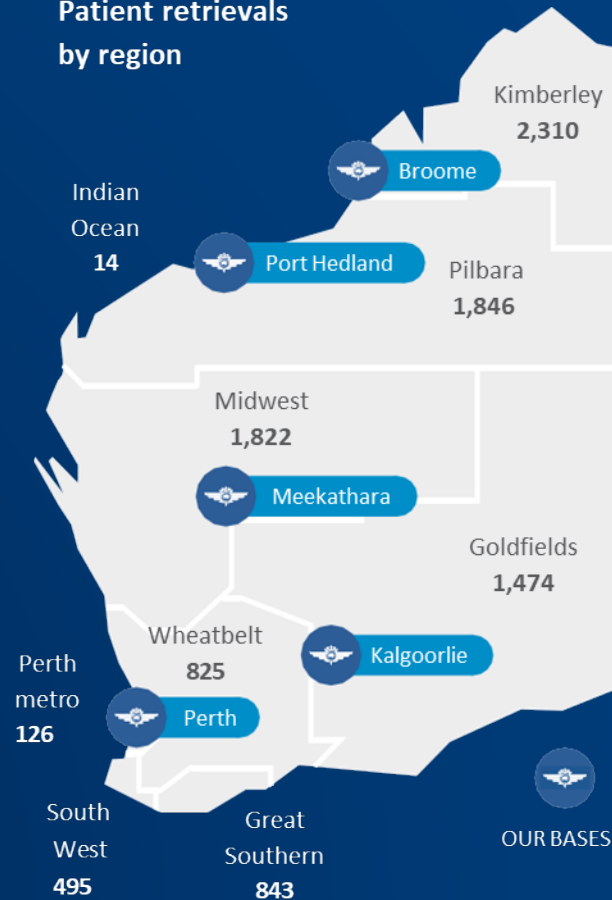 Patient retrievals
by region
Kimberley
2,310
Broome
Indian
Ocean
14
Port Hedland
Pilbara
1,846
Midwest
1,822
Meekathara
Goldfields
1,474
Wheatbelt
825
Kalgoorlie
Perth
metro
126
Perth
South
West
495
Great
Southern
843
OUR BASES